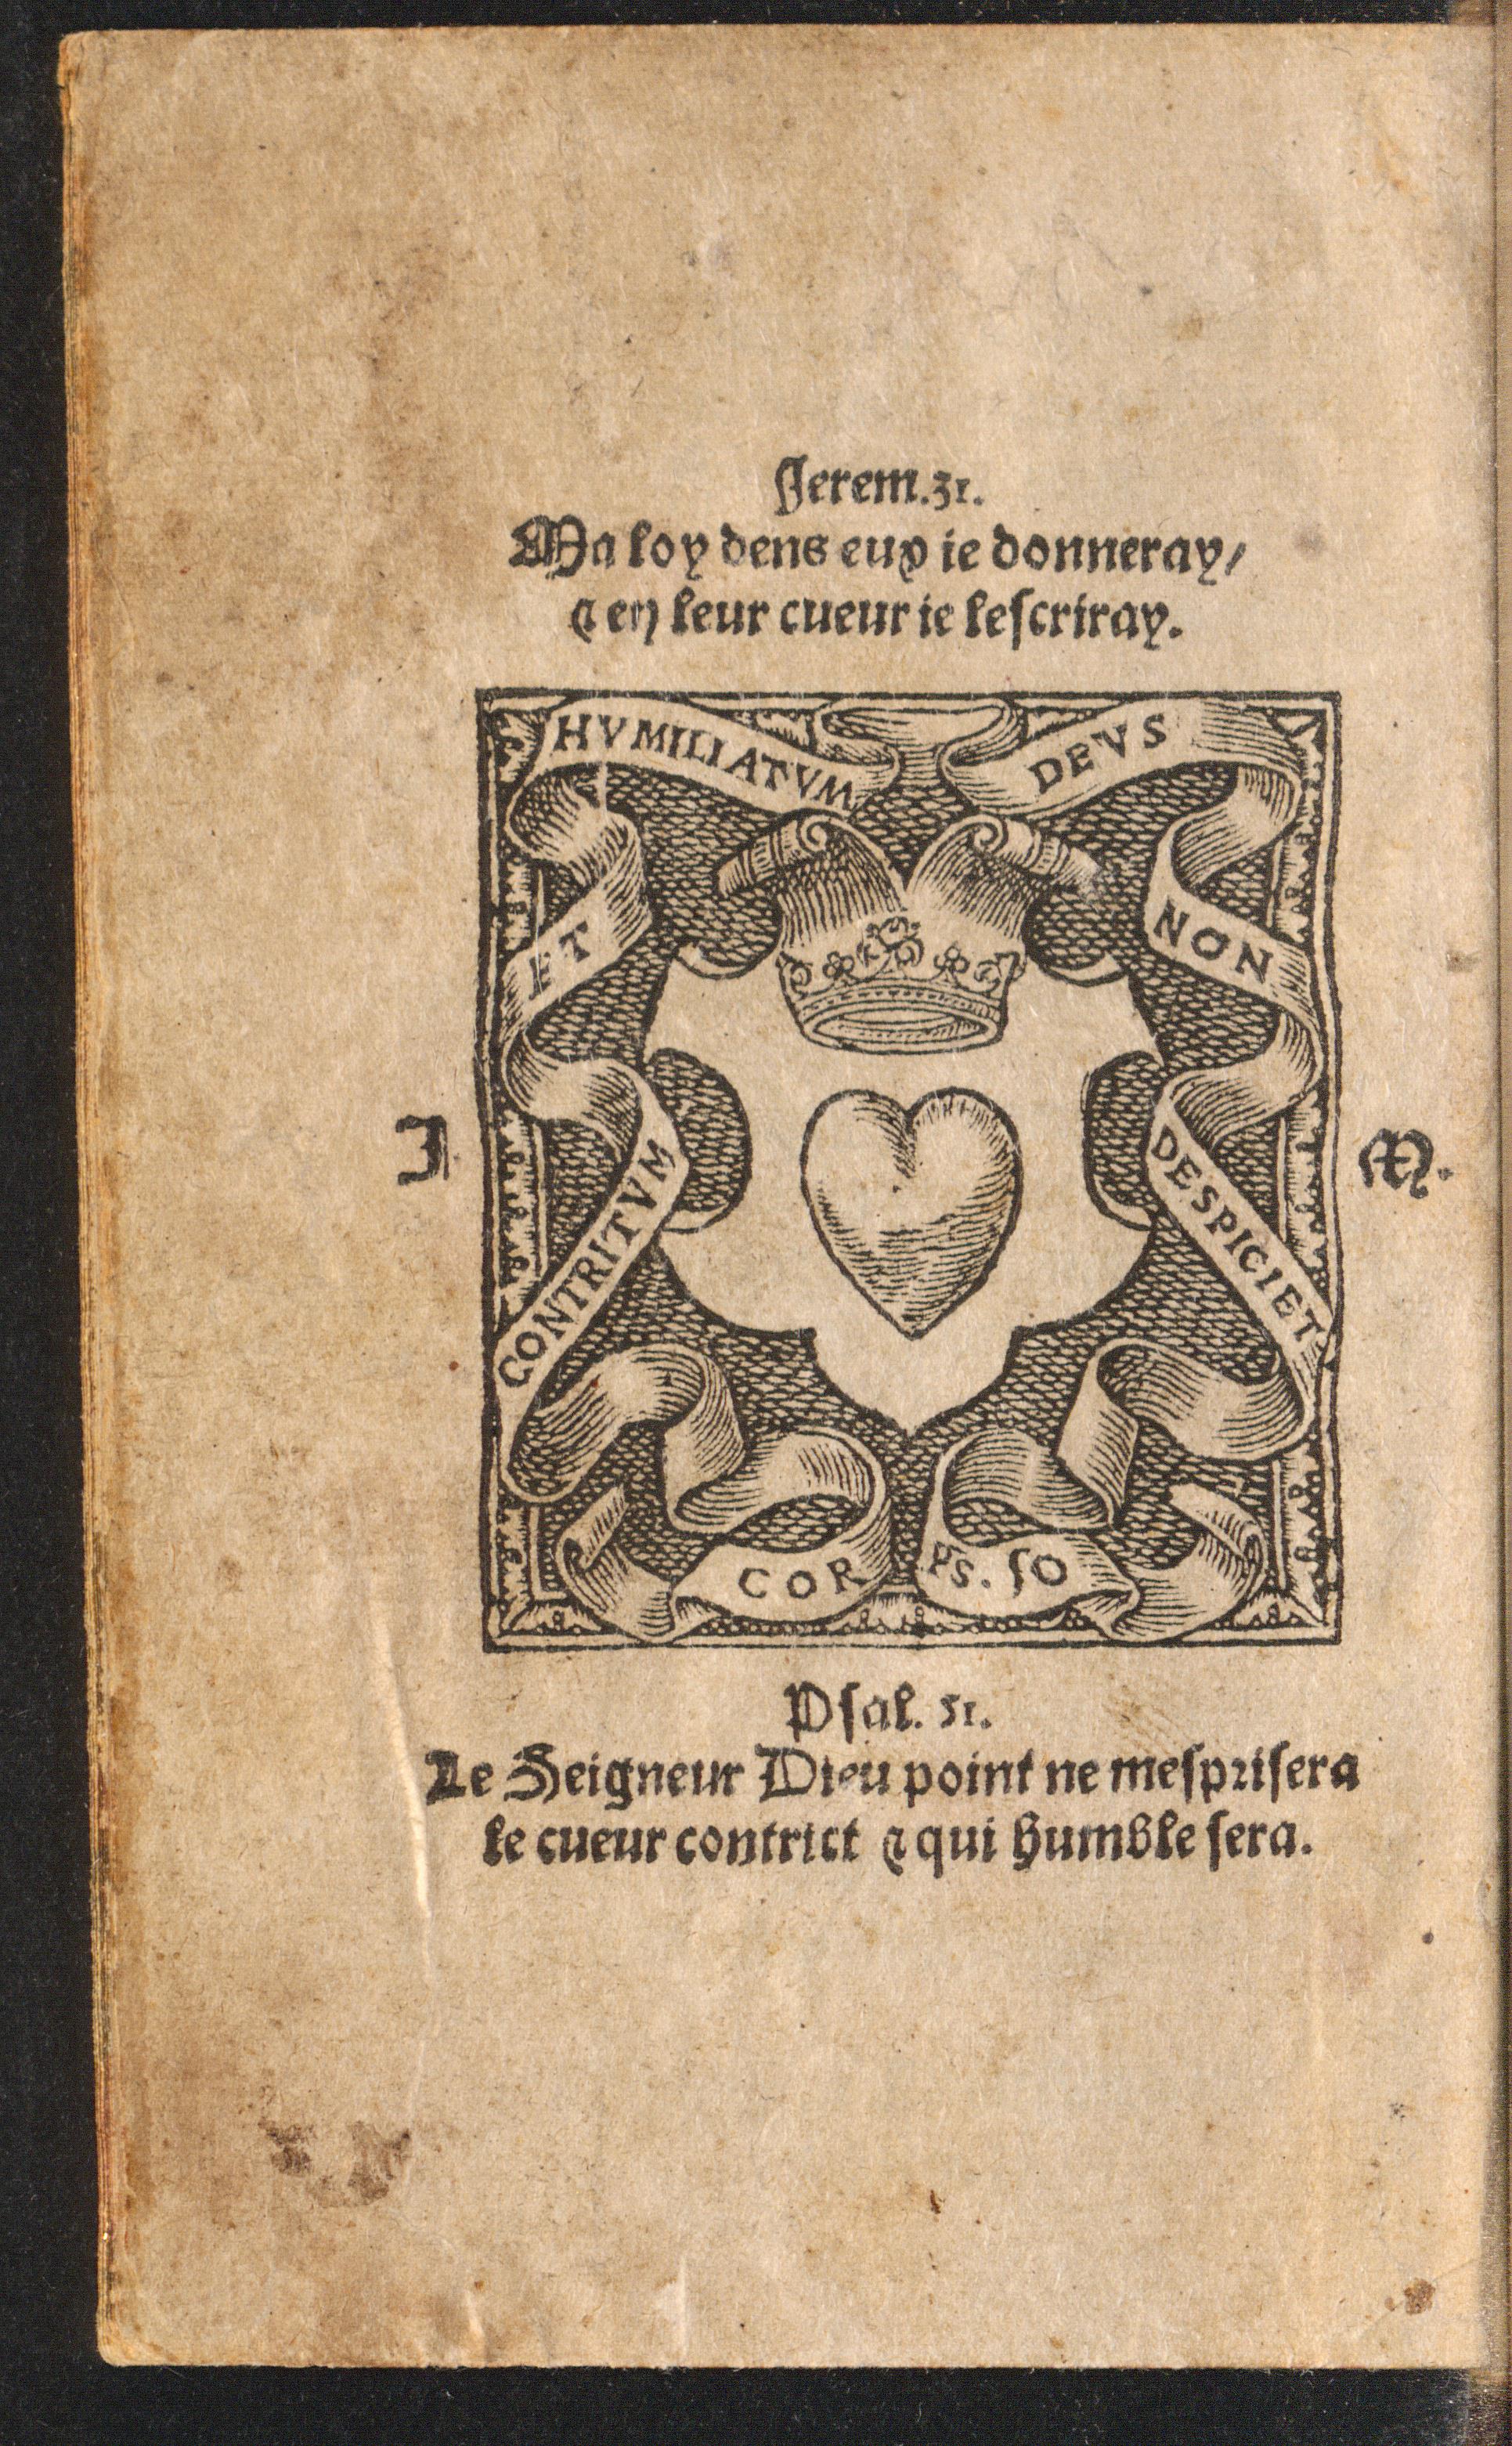 Jerem.31.
Ma loy dens eux ie donneray/
⁊ en leur cueur ie lescriray.
COR
CONTRITVM
ET
HVMILIATVM
DEVS
NON
DESPICIET
PS. 50
I
M.
Psal. 51.
Le Seigneur Dieu point ne mesprisera
le cueur contrict ⁊ qui humble sera.